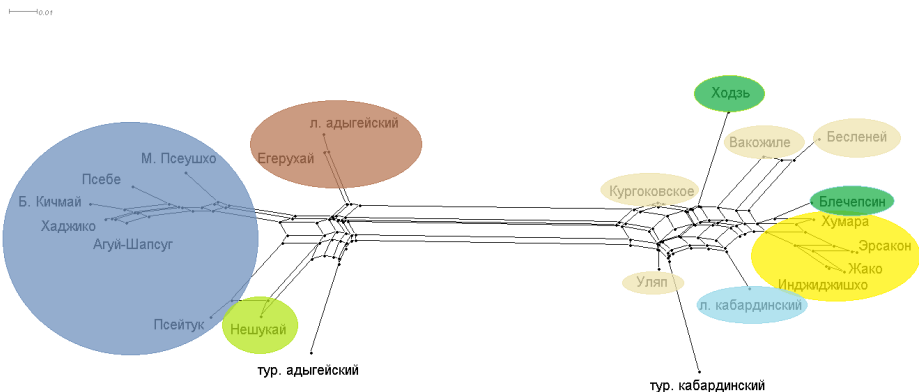 0.01
Ходзь
л. адыгейский
Вакожиле
Бесленей
М. Псеушхо
Егерухай
Псебе
Кургоковское
Б. Кичмай
Блечепсин
Хаджико
Хумара
Агуй-Шапсуг
Эрсакон
Жако
Уляп
Инджиджишхо
л. кабардинский
Псейтук
Нешукай
тур. адыгейский
тур. кабардинский